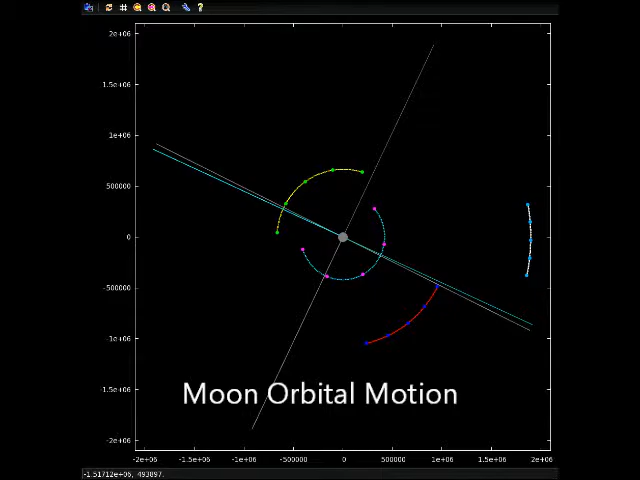 2e+06
1.5e+06
1e+06
500000
0
-500000
-1e+06
-1.5e+06
-2e+06
Moon Orbital Motion
-2e+06 -1.5e+06 -1e+06 -500000 0 500000 1e+06 1.5e+06 2e+06
-1.51712e+06, 493897.